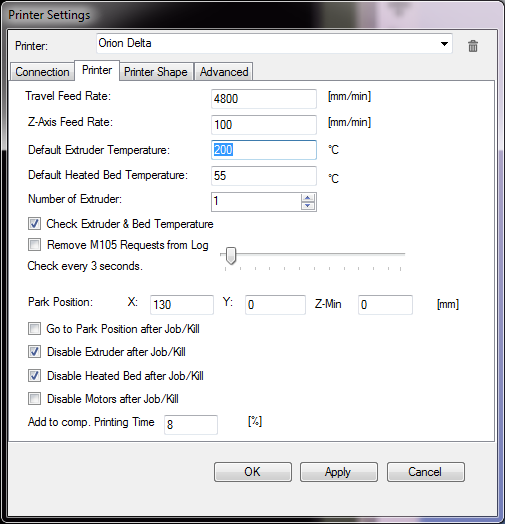 Printer Settings
Printer: Orion Delta
Connection Printer Printer Shape Advanced
Travel Feed Rate: 4800 [mm/min]
Z-Axis Feed Rate: 100 [mm/min]
Default Extruder Temperature: 200 °C
Default Heated Bed Temperature: 55 °C
Number of Extruder: 1
Check Extruder & Bed Temperature
Remove M105 Requests from Log
Check every 3 seconds.
Park Position: X: 130 Y: 0 Z-Min 0 [mm]
Go to Park Position after Job/Kill
Disable Extruder after Job/Kill
Disable Heated Bed after Job/Kill
Disable Motors after Job/Kill
Add to comp. Printing Time 8 [%]
OK Apply Cancel